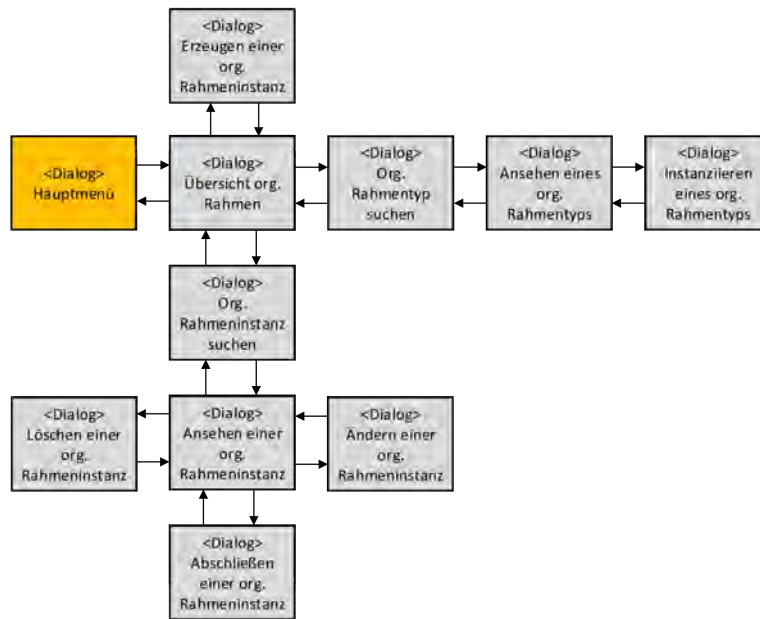 <Dialog>
Erzeugen einer
org.
Rahmeninstanz
<Dialog>
Hauptmenü
<Dialog>
Übersicht org.
Rahmen
<Dialog>
Org.
Rahmentyp
suchen
<Dialog>
Ansehen eines
org.
Rahmentyps
<Dialog>
Instanziieren
eines org.
Rahmentyps
<Dialog>
Org.
Rahmeninstanz
suchen
<Dialog>
Löschen einer
org.
Rahmeninstanz
<Dialog>
Ansehen einer
org.
Rahmeninstanz
<Dialog>
Ändern einer
org.
Rahmeninstanz
<Dialog>
Abschließen
einer org.
Rahmeninstanz